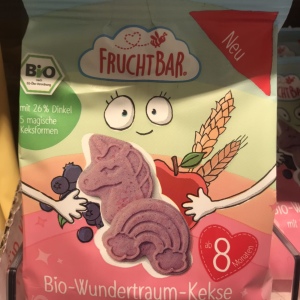 FRUCHTBAR
Neu
BiO
mit 26% Dinkel
5 magische
Keksformen
Ab
8
Monaten
Bio-Wundertraum-Kekse